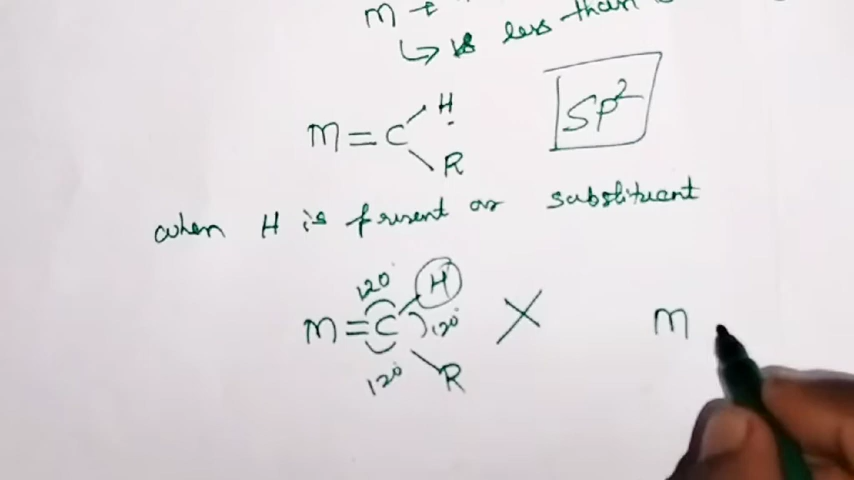 m
↳ is less than
H
M=C SP²
R
when H is present as substituent
120° H
M=C 120° X m
120° R